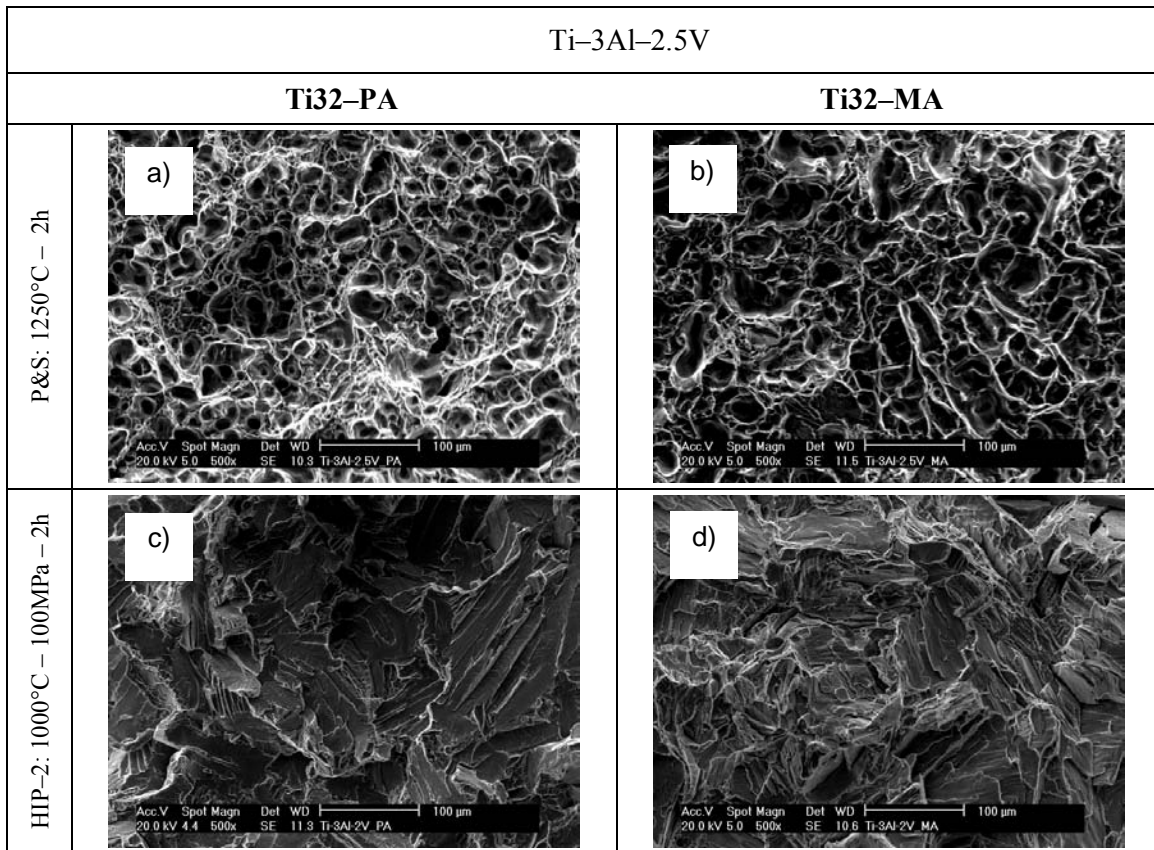 Ti–3Al–2.5V
Ti32–PA
Ti32–MA
P&S: 1250°C – 2h
a)
Acc.V Spot Magn Det WD 100 µm
20.0 kV 5.0 500x SE 10.3 Ti-3Al-2.5V_PA
b)
Acc.V Spot Magn Det WD 100 µm
20.0 kV 5.0 500x SE 11.5 Ti-3Al-2.5V_MA
HIP–2: 1000°C – 100MPa – 2h
c)
Acc.V Spot Magn Det WD 100 µm
20.0 kV 4.4 500x SE 11.3 Ti-3Al-2V_PA
d)
Acc.V Spot Magn Det WD 100 µm
20.0 kV 5.0 500x SE 10.6 Ti-3Al-2V_MA